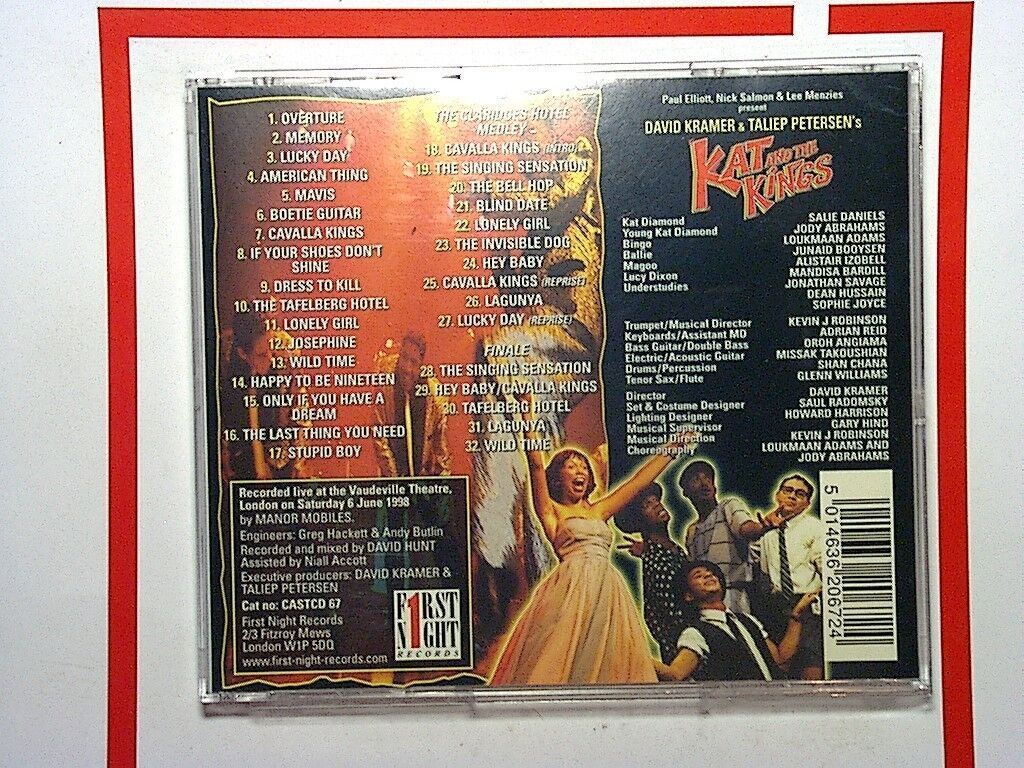 1. OVERTURE
2. MEMORY
3. LUCKY DAY
4. AMERICAN THING
5. MAVIS
6. BOETIE GUITAR
7. CAVALLA KINGS
8. IF YOUR SHOES DON'T
SHINE
9. DRESS TO KILL
10. THE TAFELBERG HOTEL
11. LONELY GIRL
12. JOSEPHINE
13. WILD TIME
14. HAPPY TO BE NINETEEN
15. ONLY IF YOU HAVE A
DREAM
16. THE LAST THING YOU NEED
17. STUPID BOY
THE CLARIDGES HOTEL
MEDLEY –
18. CAVALLA KINGS (INTRO)
19. THE SINGING SENSATION
20. THE BELL HOP
21. BLIND DATE
22. LONELY GIRL
23. THE INVISIBLE DOG
24. HEY BABY
25. CAVALLA KINGS (REPRISE)
26. LAGUNYA
27. LUCKY DAY (REPRISE)
FINALE
28. THE SINGING SENSATION
29. HEY BABY/CAVALLA KINGS
30. TAFELBERG HOTEL
31. LAGUNYA
32. WILD TIME
Recorded live at the Vaudeville Theatre,
London on Saturday 6 June 1998
by MANOR MOBILES.
Engineers: Greg Hackett & Andy Butlin
Recorded and mixed by DAVID HUNT
Assisted by Niall Accott
Executive producers: DAVID KRAMER &
TALIEP PETERSEN
Cat no: CASTCD 67
First Night Records
2/3 Fitzroy Mews
London W1P 5DQ
www.first-night-records.com
F1RST
N1GHT
RECORDS
Paul Elliott, Nick Salmon & Lee Menzies
present
DAVID KRAMER & TALIEP PETERSEN's
KAT AND THE
KINGS
Kat Diamond SALIE DANIELS
Young Kat Diamond JODY ABRAHAMS
Bingo LOUKMAAN ADAMS
Ballie JUNAID BOOYSEN
Magoo ALISTAIR IZOBELL
Lucy Dixon MANDISA BARDILL
Understudies JONATHAN SAVAGE
DEAN HUSSAIN
SOPHIE JOYCE
Trumpet/Musical Director KEVIN J ROBINSON
Keyboards/Assistant MD ADRIAN REID
Bass Guitar/Double Bass OROH ANGIAMA
Electric/Acoustic Guitar MISSAK TAKOUSHIAN
Drums/Percussion SHAN CHANA
Tenor Sax/Flute GLENN WILLIAMS
Director DAVID KRAMER
Set & Costume Designer SAUL RADOMSKY
Lighting Designer HOWARD HARRISON
Musical Supervisor GARY HIND
Musical Direction KEVIN J ROBINSON
Choreography LOUKMAAN ADAMS AND
JODY ABRAHAMS
5 014636 206724